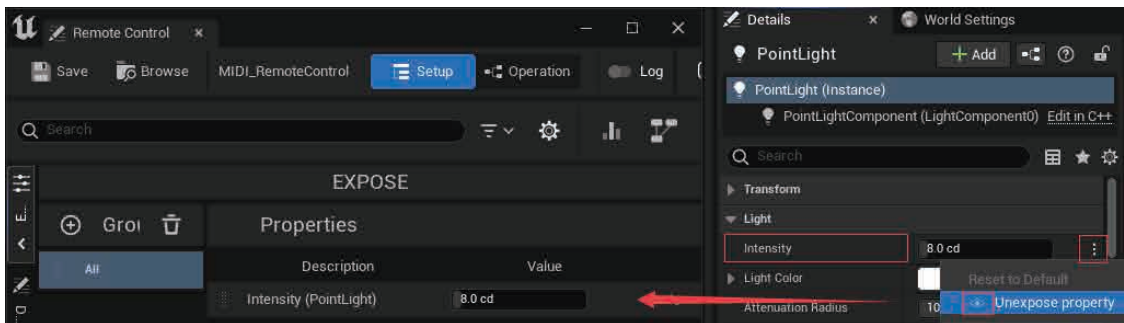 Remote Control
Save
Browse
MIDI_RemoteControl
Setup
Operation
Log
Search
EXPOSE
Groi
Properties
All
Description
Value
Intensity (PointLight)
8.0 cd
Details
World Settings
PointLight
Add
PointLight (Instance)
PointLightComponent (LightComponent0)
Edit in C++
Search
Transform
Light
Intensity
8.0 cd
Light Color
Reset to Default
Attenuation Radius
10
Unexpose property